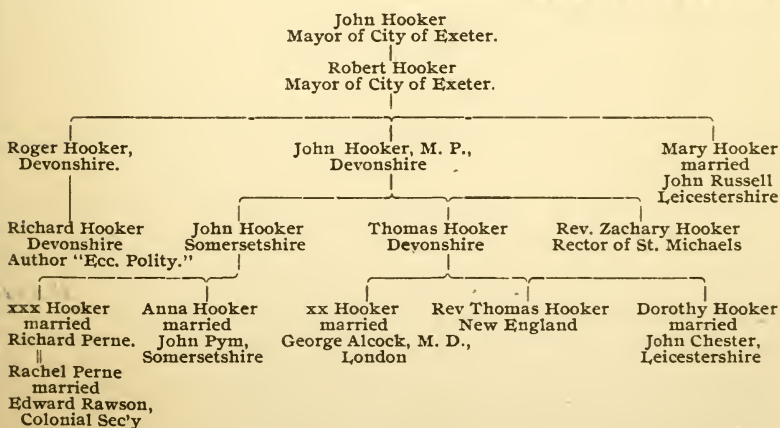 John Hooker
Mayor of City of Exeter.
Robert Hooker
Mayor of City of Exeter.
Roger Hooker,
Devonshire.
John Hooker, M. P.,
Devonshire
Mary Hooker
married
John Russell
Leicestershire
Richard Hooker
Devonshire
Author "Ecc. Polity."
John Hooker
Somersetshire
Thomas Hooker
Devonshire
Rev. Zachary Hooker
Rector of St. Michaels
xxx Hooker
married
Richard Perne.
Anna Hooker
married
John Pym,
Somersetshire
xx Hooker
married
George Alcock, M. D.,
London
Rev Thomas Hooker
New England
Dorothy Hooker
married
John Chester,
Leicestershire
Rachel Perne
married
Edward Rawson,
Colonial Sec'y